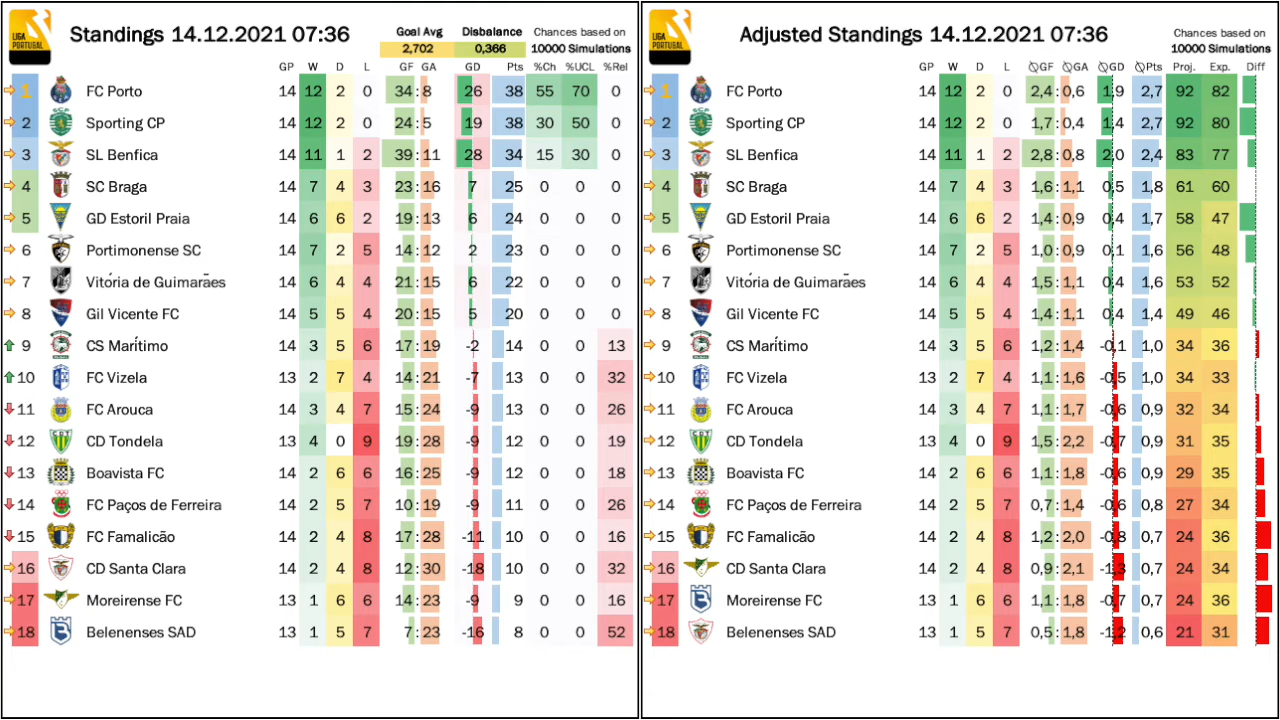 LIGA PORTUGAL
Standings 14.12.2021 07:36
Goal Avg Disbalance Chances based on
2,702 0,366 10000 Simulations
GP W D L GF GA GD Pts %Ch %UCL %Rel
1 FC Porto 14 12 2 0 34 : 8 26 38 55 70 0
2 Sporting CP 14 12 2 0 24 : 5 19 38 30 50 0
3 SL Benfica 14 11 1 2 39 : 11 28 34 15 30 0
4 SC Braga 14 7 4 3 23 : 16 7 25 0 0 0
5 GD Estoril Praia 14 6 6 2 19 : 13 6 24 0 0 0
6 Portimonense SC 14 7 2 5 14 : 12 2 23 0 0 0
7 Vitória de Guimarães 14 6 4 4 21 : 15 6 22 0 0 0
8 Gil Vicente FC 14 5 5 4 20 : 15 5 20 0 0 0
9 CS Marítimo 14 3 5 6 17 : 19 -2 14 0 0 13
10 FC Vizela 13 2 7 4 14 : 21 -7 13 0 0 32
11 FC Arouca 14 3 4 7 15 : 24 -9 13 0 0 26
12 CD Tondela 13 4 0 9 19 : 28 -9 12 0 0 19
13 Boavista FC 14 2 6 6 16 : 25 -9 12 0 0 18
14 FC Paços de Ferreira 14 2 5 7 10 : 19 -9 11 0 0 26
15 FC Famalicão 14 2 4 8 17 : 28 -11 10 0 0 16
16 CD Santa Clara 14 2 4 8 12 : 30 -18 10 0 0 32
17 Moreirense FC 13 1 6 6 14 : 23 -9 9 0 0 16
18 Belenenses SAD 13 1 5 7 7 : 23 -16 8 0 0 52
LIGA PORTUGAL
Adjusted Standings 14.12.2021 07:36
Chances based on
10000 Simulations
GP W D L ∅GF ∅GA ∅GD ∅Pts Proj. Exp. Diff
1 FC Porto 14 12 2 0 2,4 : 0,6 1,9 2,7 92 82
2 Sporting CP 14 12 2 0 1,7 : 0,4 1,4 2,7 92 80
3 SL Benfica 14 11 1 2 2,8 : 0,8 2,0 2,4 83 77
4 SC Braga 14 7 4 3 1,6 : 1,1 0,5 1,8 61 60
5 GD Estoril Praia 14 6 6 2 1,4 : 0,9 0,4 1,7 58 47
6 Portimonense SC 14 7 2 5 1,0 : 0,9 0,1 1,6 56 48
7 Vitória de Guimarães 14 6 4 4 1,5 : 1,1 0,4 1,6 53 52
8 Gil Vicente FC 14 5 5 4 1,4 : 1,1 0,4 1,4 49 46
9 CS Marítimo 14 3 5 6 1,2 : 1,4 -0,1 1,0 34 36
10 FC Vizela 13 2 7 4 1,1 : 1,6 -0,5 1,0 34 33
11 FC Arouca 14 3 4 7 1,1 : 1,7 -0,6 0,9 32 34
12 CD Tondela 13 4 0 9 1,5 : 2,2 -0,7 0,9 31 35
13 Boavista FC 14 2 6 6 1,1 : 1,8 -0,6 0,9 29 35
14 FC Paços de Ferreira 14 2 5 7 0,7 : 1,4 -0,6 0,8 27 34
15 FC Famalicão 14 2 4 8 1,2 : 2,0 -0,8 0,7 24 36
16 CD Santa Clara 14 2 4 8 0,9 : 2,1 -1,3 0,7 24 34
17 Moreirense FC 13 1 6 6 1,1 : 1,8 -0,7 0,7 24 36
18 Belenenses SAD 13 1 5 7 0,5 : 1,8 -1,2 0,6 21 31